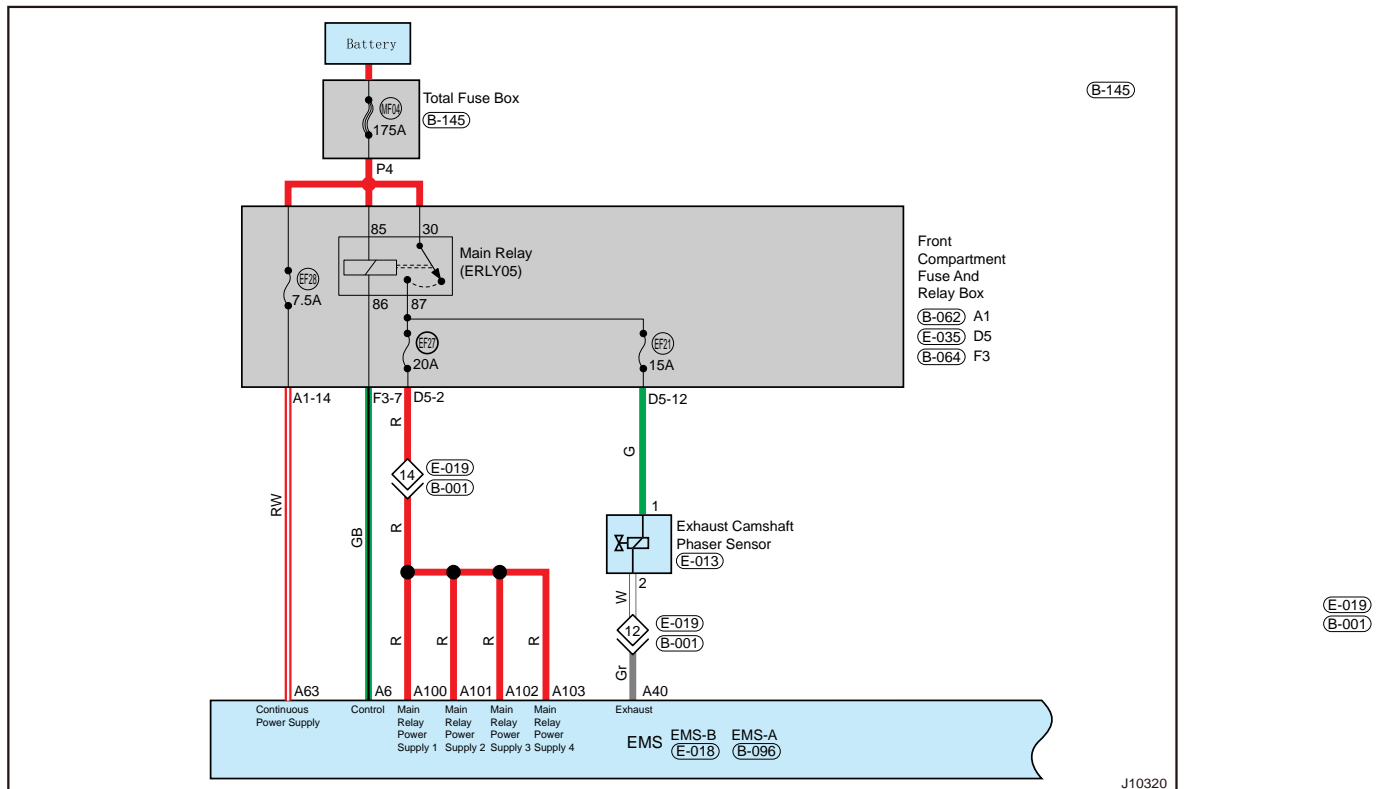 Battery
MF04
175A
Total Fuse Box
B-145
B-145
P4
85
30
Main Relay
(ERLY05)
EF28
7.5A
86
87
EF27
20A
EF21
15A
Front
Compartment
Fuse And
Relay Box
B-062 A1
E-035 D5
B-064 F3
A1-14
F3-7
D5-2
D5-12
R
G
14
E-019
B-001
RW
GB
R
1
Exhaust Camshaft
Phaser Sensor
E-013
2
W
12
E-019
B-001
E-019
B-001
R
R
R
R
Gr
A63
A6
A100
A101
A102
A103
A40
Continuous
Power Supply
Control
Main
Relay
Power
Supply 1
Main
Relay
Power
Supply 2
Main
Relay
Power
Supply 3
Main
Relay
Power
Supply 4
Exhaust
EMS
EMS-B
E-018
EMS-A
B-096
J10320